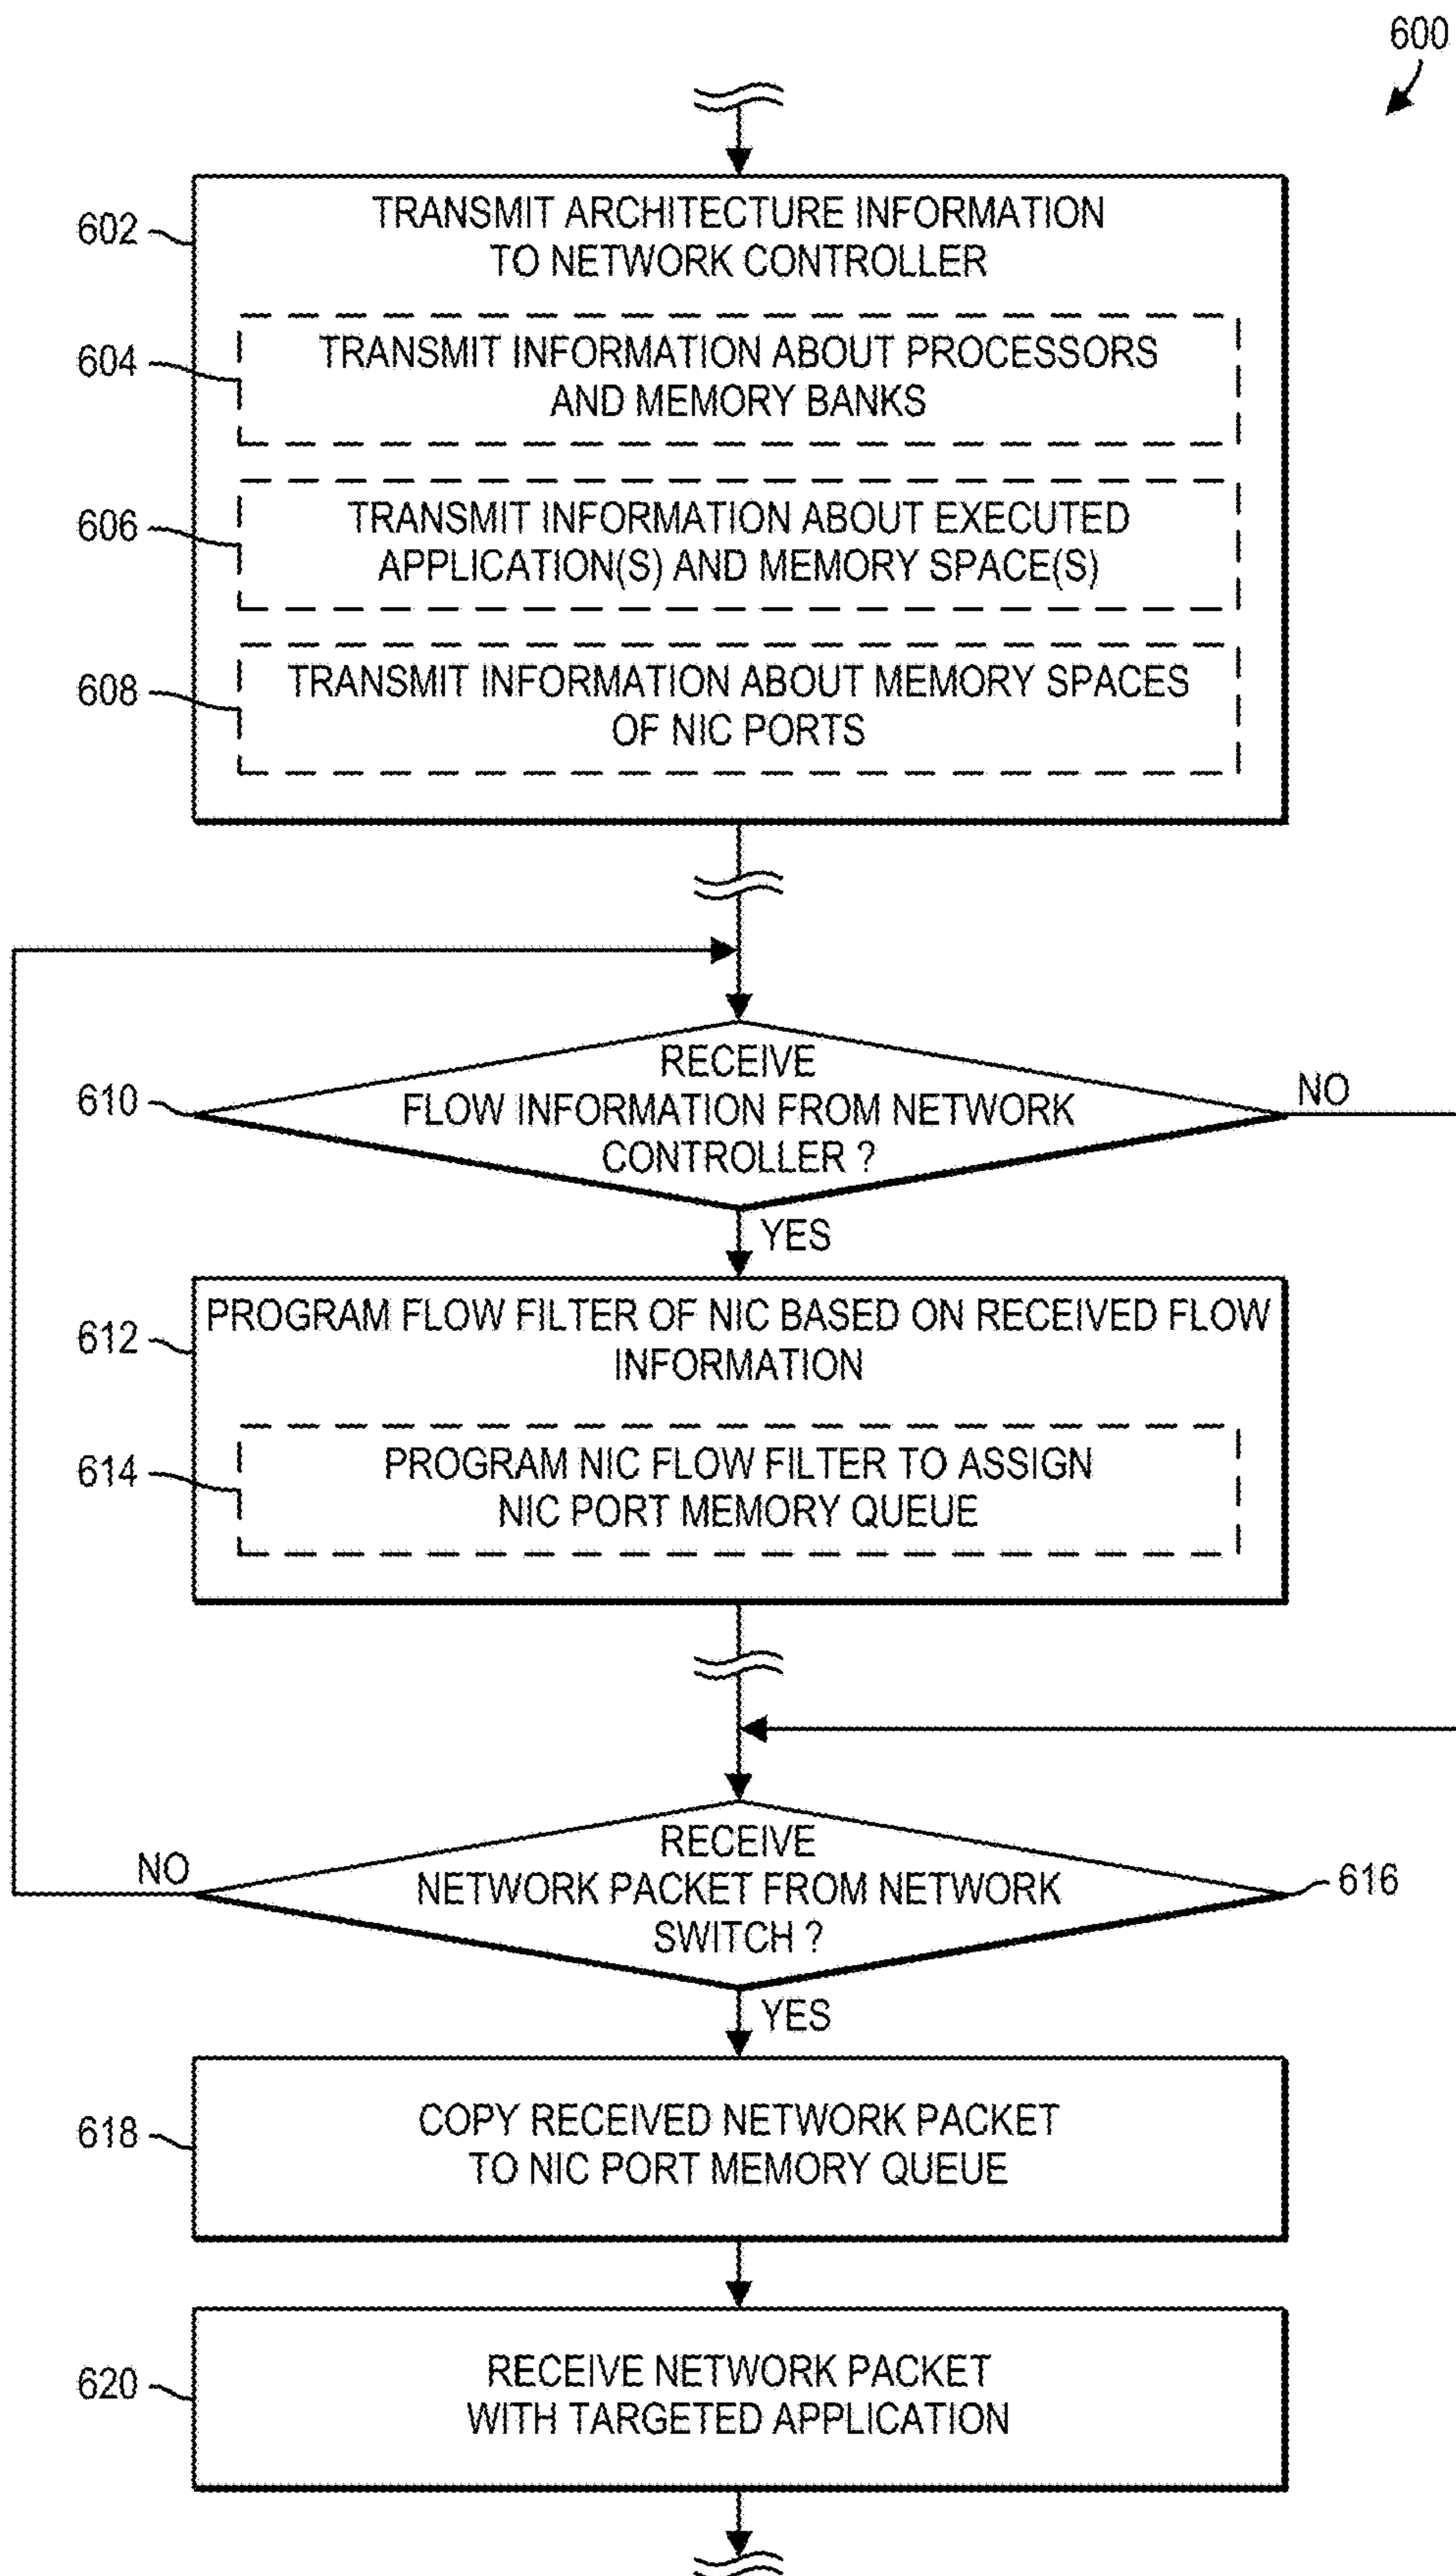 600
602
TRANSMIT ARCHITECTURE INFORMATION
TO NETWORK CONTROLLER
604
TRANSMIT INFORMATION ABOUT PROCESSORS
AND MEMORY BANKS
606
TRANSMIT INFORMATION ABOUT EXECUTED
APPLICATION(S) AND MEMORY SPACE(S)
608
TRANSMIT INFORMATION ABOUT MEMORY SPACES
OF NIC PORTS
610
RECEIVE
FLOW INFORMATION FROM NETWORK
CONTROLLER ?
NO
YES
612
PROGRAM FLOW FILTER OF NIC BASED ON RECEIVED FLOW
INFORMATION
614
PROGRAM NIC FLOW FILTER TO ASSIGN
NIC PORT MEMORY QUEUE
NO
RECEIVE
NETWORK PACKET FROM NETWORK
SWITCH ?
616
YES
618
COPY RECEIVED NETWORK PACKET
TO NIC PORT MEMORY QUEUE
620
RECEIVE NETWORK PACKET
WITH TARGETED APPLICATION